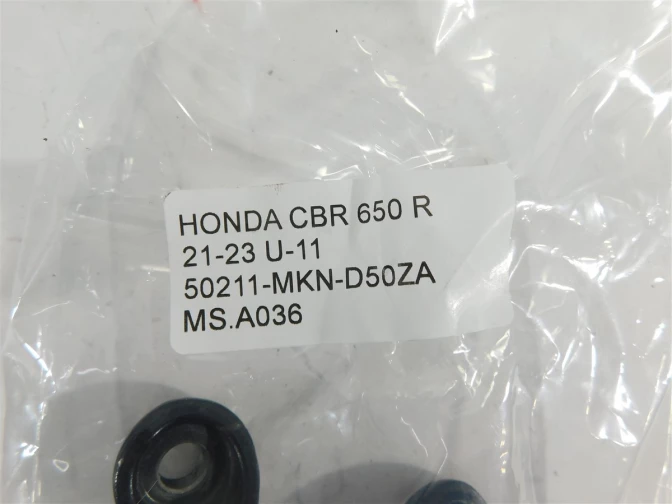 HONDA CBR 650 R
21-23 U-11
50211-MKN-D50ZA
MS.A036